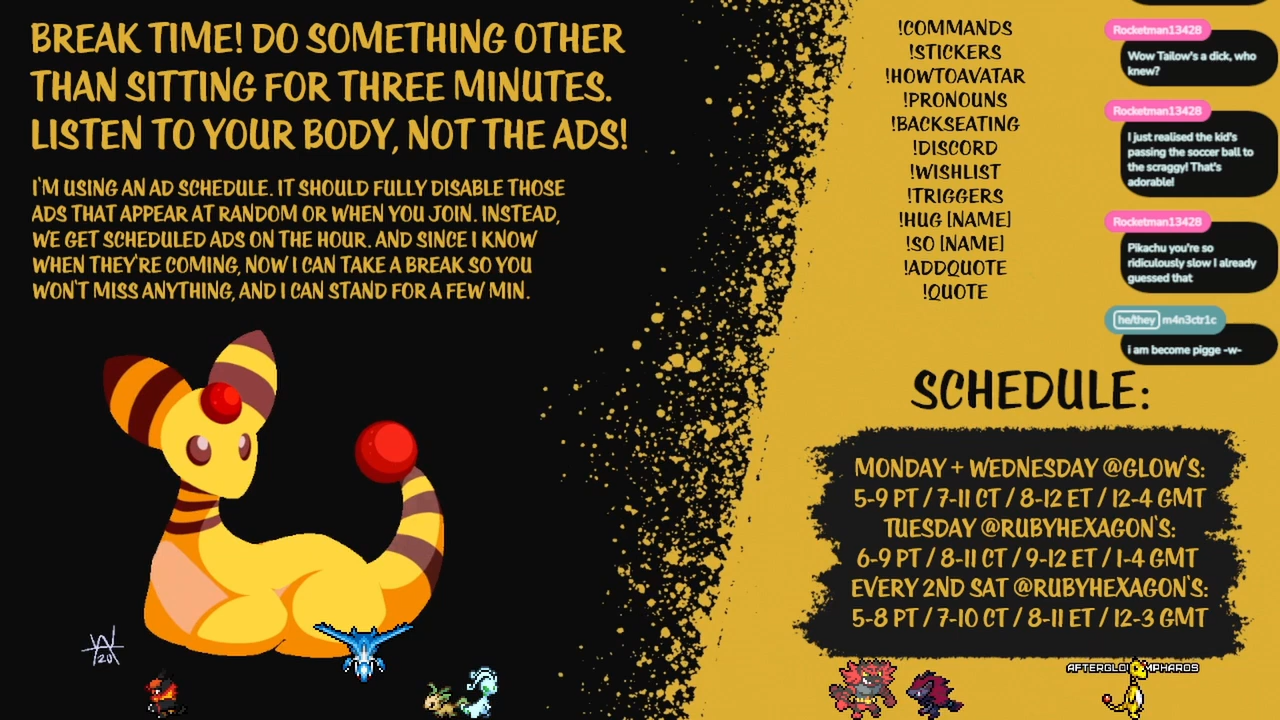 BREAK TIME! DO SOMETHING OTHER
THAN SITTING FOR THREE MINUTES.
LISTEN TO YOUR BODY, NOT THE ADS!
I'M USING AN AD SCHEDULE. IT SHOULD FULLY DISABLE THOSE
ADS THAT APPEAR AT RANDOM OR WHEN YOU JOIN. INSTEAD,
WE GET SCHEDULED ADS ON THE HOUR. AND SINCE I KNOW
WHEN THEY'RE COMING, NOW I CAN TAKE A BREAK SO YOU
WON'T MISS ANYTHING, AND I CAN STAND FOR A FEW MIN.
!COMMANDS
!STICKERS
!HOWTOAVATAR
!PRONOUNS
!BACKSEATING
!DISCORD
!WISHLIST
!TRIGGERS
!HUG [NAME]
!SO [NAME]
!ADDQUOTE
!QUOTE
Rocketman13428
Wow Tailow's a dick, who
knew?
Rocketman13428
I just realised the kid's
passing the soccer ball to
the scraggy! That's
adorable!
Rocketman13428
Pikachu you're so
ridiculously slow I already
guessed that
he/they m4n3ctr1c
i am become pigge -w-
SCHEDULE:
MONDAY + WEDNESDAY @GLOW'S:
5-9 PT / 7-11 CT / 8-12 ET / 12-4 GMT
TUESDAY @RUBYHEXAGON'S:
6-9 PT / 8-11 CT / 9-12 ET / 1-4 GMT
EVERY 2ND SAT @RUBYHEXAGON'S:
5-8 PT / 7-10 CT / 8-11 ET / 12-3 GMT